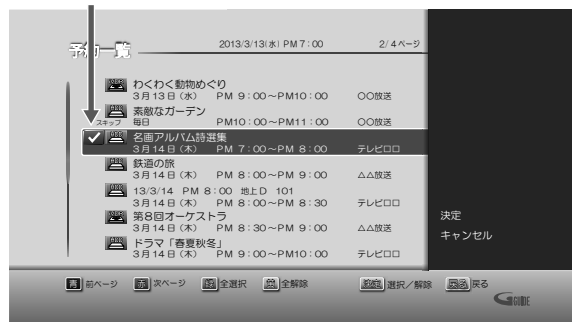 予約一覧 2013/3/13(水) PM 7:00 2/4ページ
わくわく動物めぐり
3月13日(水) PM 9:00～PM10:00 ○○放送
素敵なガーデン
スキップ 毎日 PM10:00～PM11:00 ○○放送
名画アルバム詩選集
3月14日(木) PM 7:00～PM 8:00 テレビ□□
鉄道の旅
3月14日(木) PM 8:00～PM 9:00 △△放送
13/3/14 PM 8:00 地上D 101
3月14日(木) PM 8:00～PM 8:30 テレビ□□
第8回オーケストラ
3月14日(木) PM 8:30～PM 9:00 △△放送
ドラマ「春夏秋冬」
3月14日(木) PM 9:00～PM10:00 テレビ□□
決定
キャンセル
青 前ページ 赤 次ページ 緑 全選択 黄 全解除 決定 選択／解除 戻る 戻る
G GUIDE